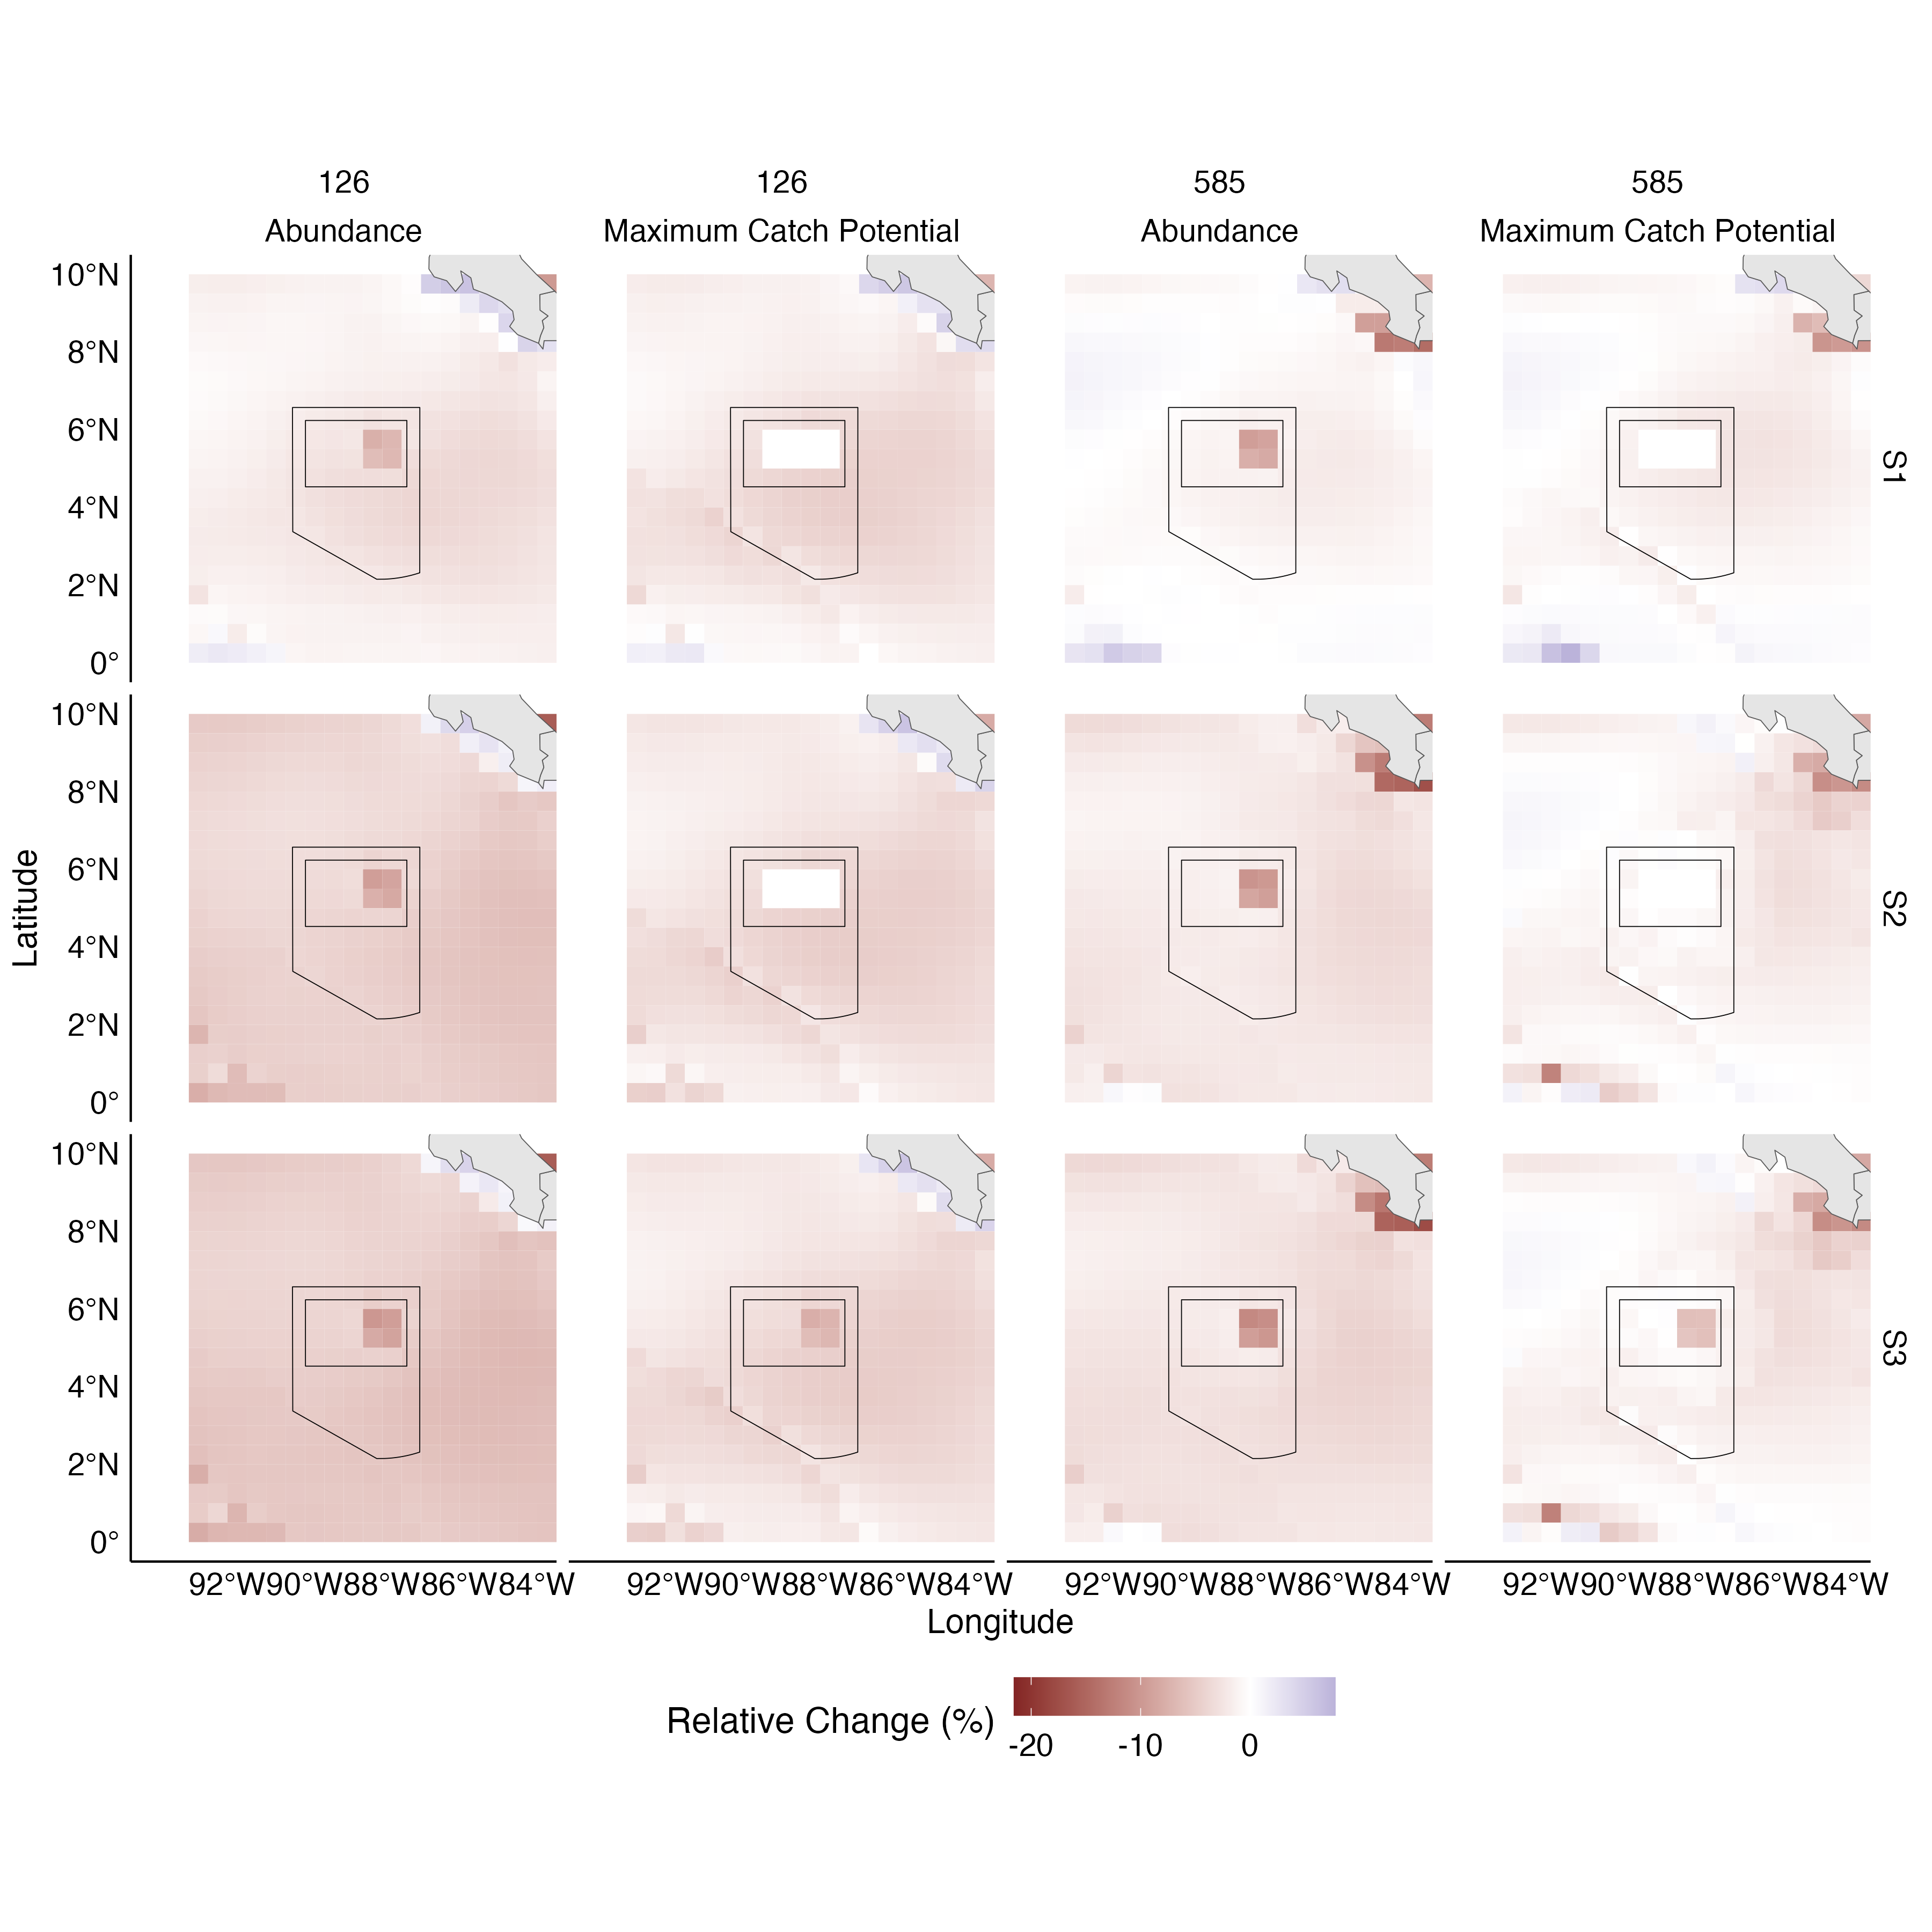 126 126 585 585
Abundance Maximum Catch Potential Abundance Maximum Catch Potential
10°N
8°N
6°N
4°N
2°N
0°
S1
10°N
8°N
6°N
4°N
2°N
0°
S2
10°N
8°N
6°N
4°N
2°N
0°
S3
Latitude
92°W90°W88°W86°W84°W 92°W90°W88°W86°W84°W 92°W90°W88°W86°W84°W 92°W90°W88°W86°W84°W
Longitude
Relative Change (%)
-20 -10 0